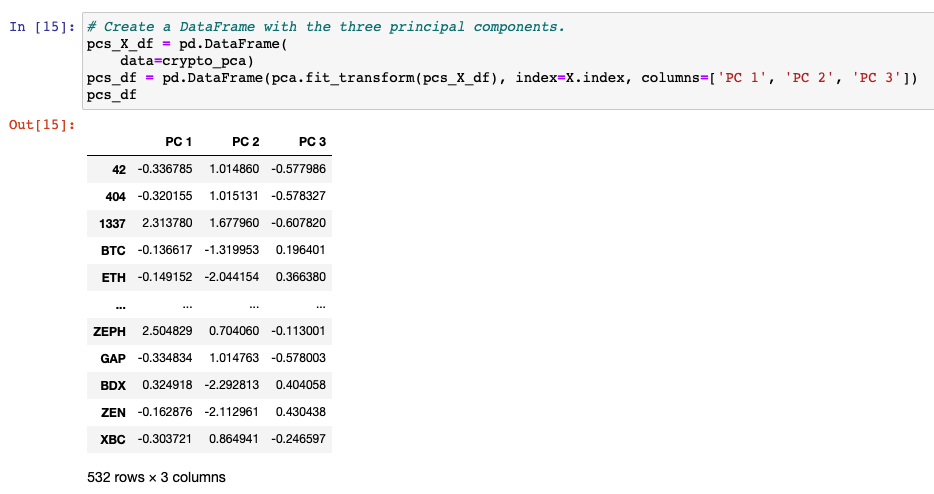 In [15]: # Create a DataFrame with the three principal components.
pcs_X_df = pd.DataFrame(
    data=crypto_pca)
pcs_df = pd.DataFrame(pca.fit_transform(pcs_X_df), index=X.index, columns=['PC 1', 'PC 2', 'PC 3'])
pcs_df
Out[15]:
PC 1 PC 2 PC 3
42 -0.336785 1.014860 -0.577986
404 -0.320155 1.015131 -0.578327
1337 2.313780 1.677960 -0.607820
BTC -0.136617 -1.319953 0.196401
ETH -0.149152 -2.044154 0.366380
... ... ... ...
ZEPH 2.504829 0.704060 -0.113001
GAP -0.334834 1.014763 -0.578003
BDX 0.324918 -2.292813 0.404058
ZEN -0.162876 -2.112961 0.430438
XBC -0.303721 0.864941 -0.246597
532 rows × 3 columns